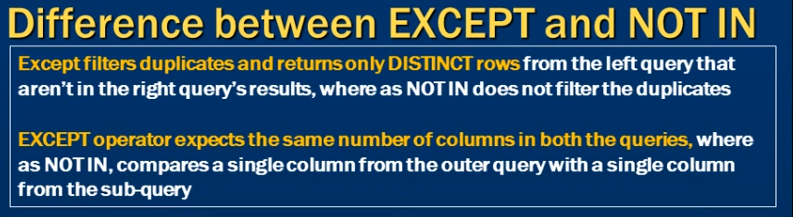 Difference between EXCEPT and NOT IN
Except filters duplicates and returns only DISTINCT rows from the left query that
aren't in the right query's results, where as NOT IN does not filter the duplicates
EXCEPT operator expects the same number of columns in both the queries, where
as NOT IN, compares a single column from the outer query with a single column
from the sub-query